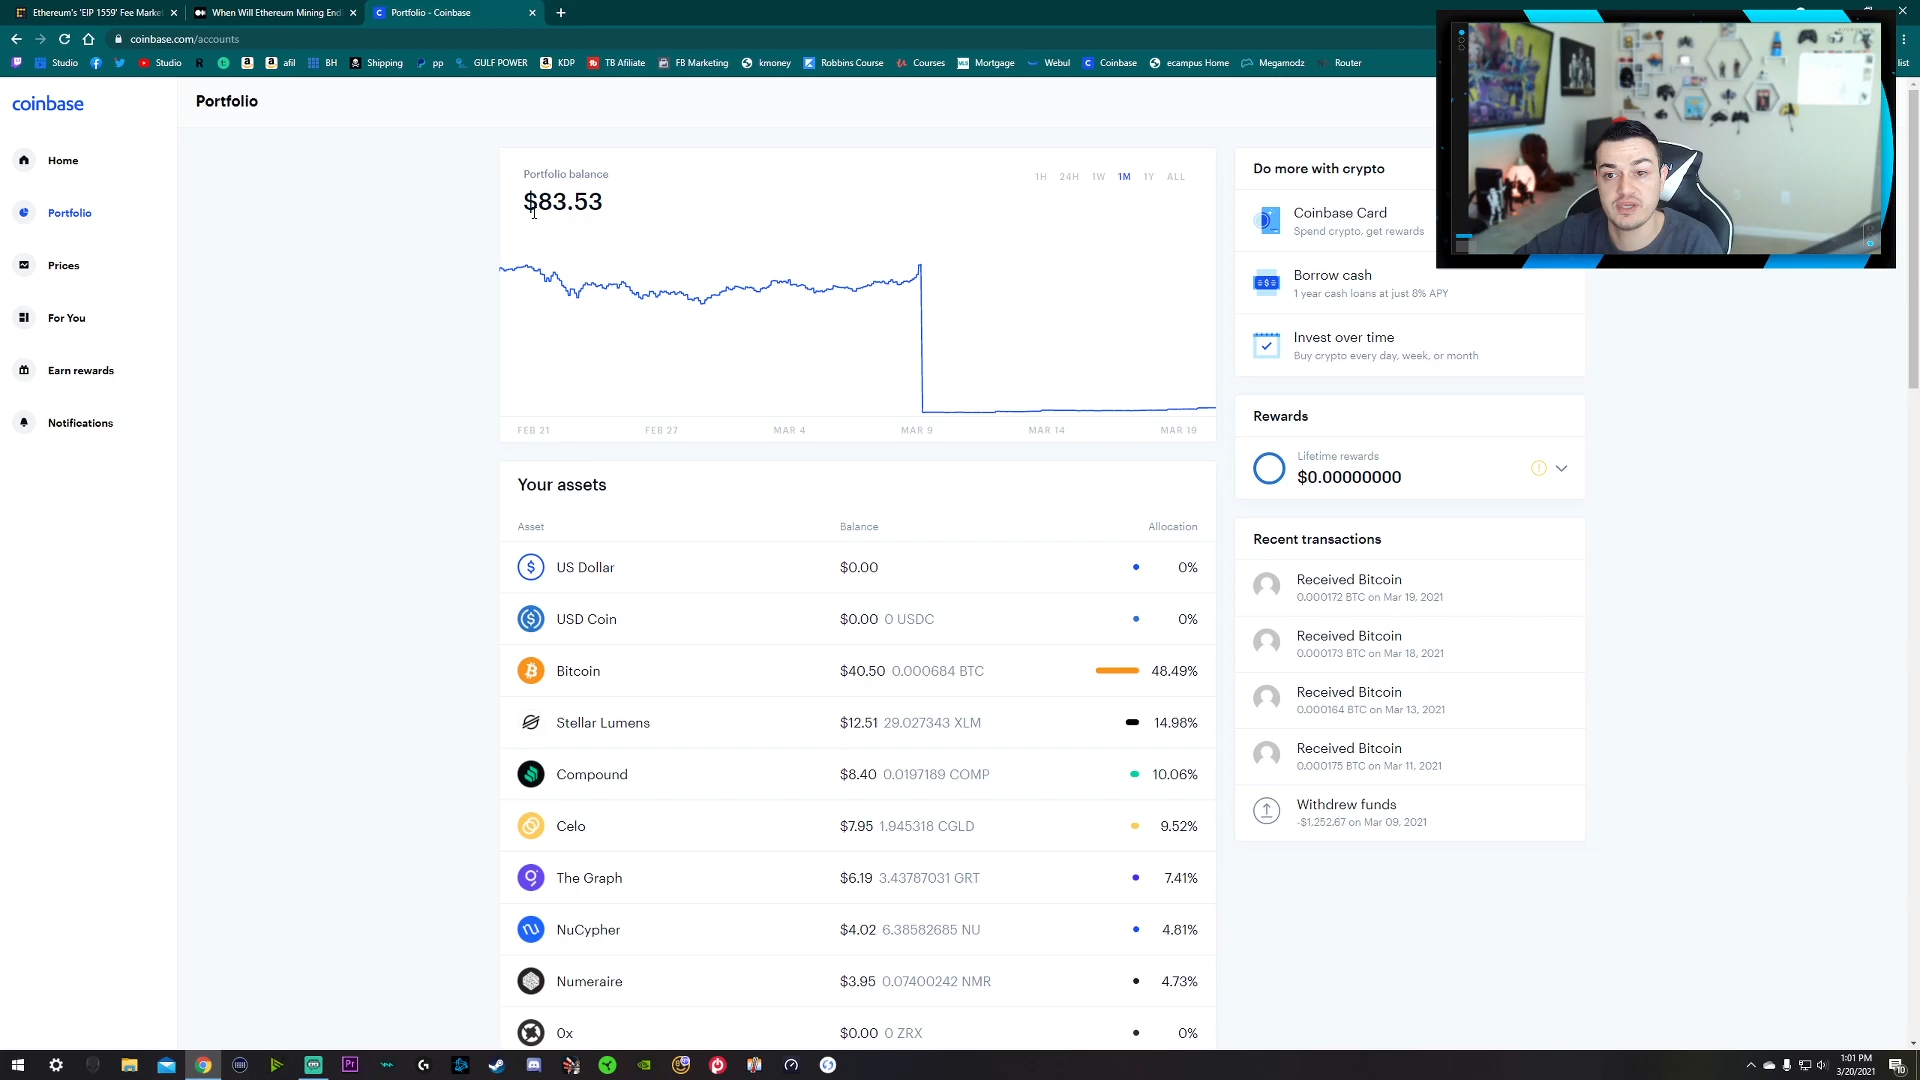 Ethereum's 'EIP 1559' Fee Market
When Will Ethereum Mining End
Portfolio - Coinbase
coinbase.com/accounts
Studio
Studio
R
afil
BH
Shipping
pp
GULF POWER
KDP
TB Afiliate
FB Marketing
kmoney
Robbins Course
Courses
Mortgage
Webul
Coinbase
ecampus Home
Megamodz
Router
list
coinbase
Portfolio
Home
Portfolio
Prices
For You
Earn rewards
Notifications
Portfolio balance
$83.53
1H 24H 1W 1M 1Y ALL
FEB 21 FEB 27 MAR 4 MAR 9 MAR 14 MAR 19
Your assets
Asset Balance Allocation
US Dollar $0.00 0%
USD Coin $0.00 0 USDC 0%
Bitcoin $40.50 0.000684 BTC 48.49%
Stellar Lumens $12.51 29.027343 XLM 14.98%
Compound $8.40 0.0197189 COMP 10.06%
Celo $7.95 1.945318 CGLD 9.52%
The Graph $6.19 3.43787031 GRT 7.41%
NuCypher $4.02 6.38582685 NU 4.81%
Numeraire $3.95 0.07400242 NMR 4.73%
0x $0.00 0 ZRX 0%
Do more with crypto
Coinbase Card
Spend crypto, get rewards
Borrow cash
1 year cash loans at just 8% APY
Invest over time
Buy crypto every day, week, or month
Rewards
Lifetime rewards
$0.00000000
Recent transactions
Received Bitcoin
0.000172 BTC on Mar 19, 2021
Received Bitcoin
0.000173 BTC on Mar 18, 2021
Received Bitcoin
0.000164 BTC on Mar 13, 2021
Received Bitcoin
0.000175 BTC on Mar 11, 2021
Withdrew funds
-$1,252.67 on Mar 09, 2021
1:01 PM
3/20/2021